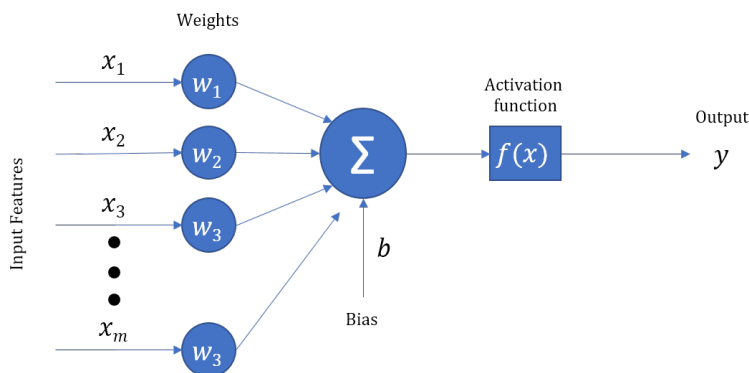 Weights
x₁
w₁
Activation
function
Output
x₂
w₂
Σ
f(x)
y
Input Features
x₃
w₃
b
Bias
xₘ
w₃